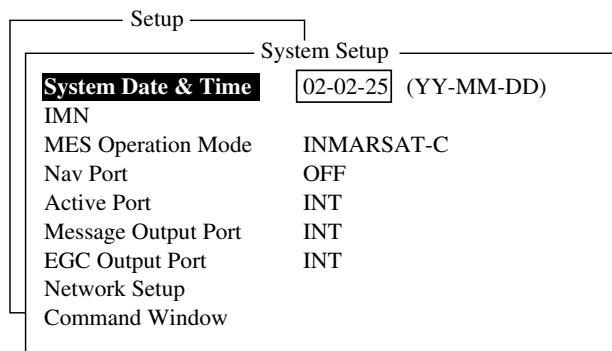 Setup
System Setup
System Date & Time 02-02-25 (YY-MM-DD)
IMN
MES Operation Mode INMARSAT-C
Nav Port OFF
Active Port INT
Message Output Port INT
EGC Output Port INT
Network Setup
Command Window